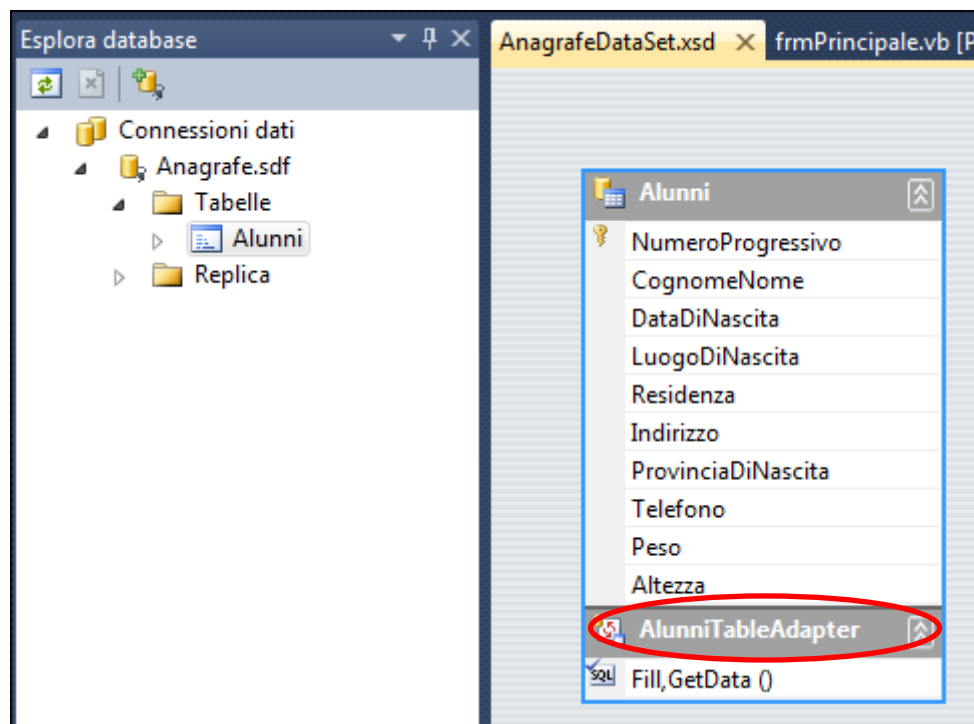 Esplora database
Connessioni dati
Anagrafe.sdf
Tabelle
Alunni
Replica
AnagrafeDataSet.xsd
frmPrincipale.vb [P
Alunni
NumeroProgressivo
CognomeNome
DataDiNascita
LuogoDiNascita
Residenza
Indirizzo
ProvinciaDiNascita
Telefono
Peso
Altezza
AlunniTableAdapter
SQL Fill,GetData ()